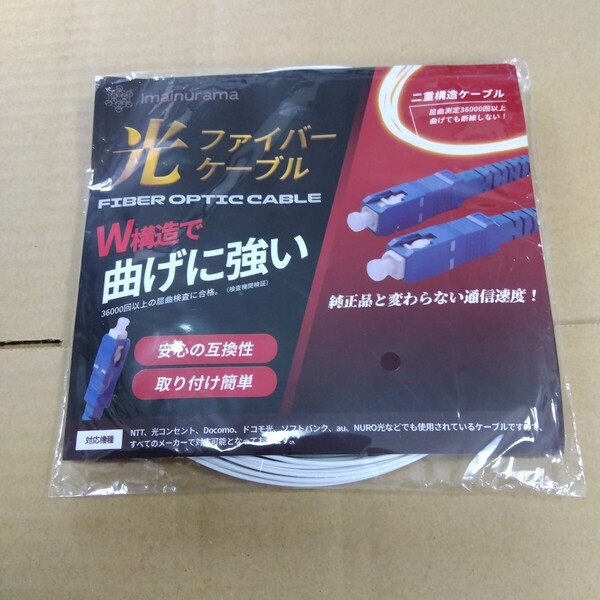 Imainurama
光ファイバー
ケーブル
FIBER OPTIC CABLE
二重構造ケーブル
屈曲測定36000回以上
曲げても断線しない!
W構造で
曲げに強い
36000回以上の屈曲検査に合格。(検査機関検証)
純正品と変わらない通信速度!
安心の互換性
取り付け簡単
対応機種
NTT、光コンセント、Docomo、ドコモ光、ソフトバンク、au、NURO光などでも使用されているケーブルですので、
すべてのメーカーで対応可能となっております。